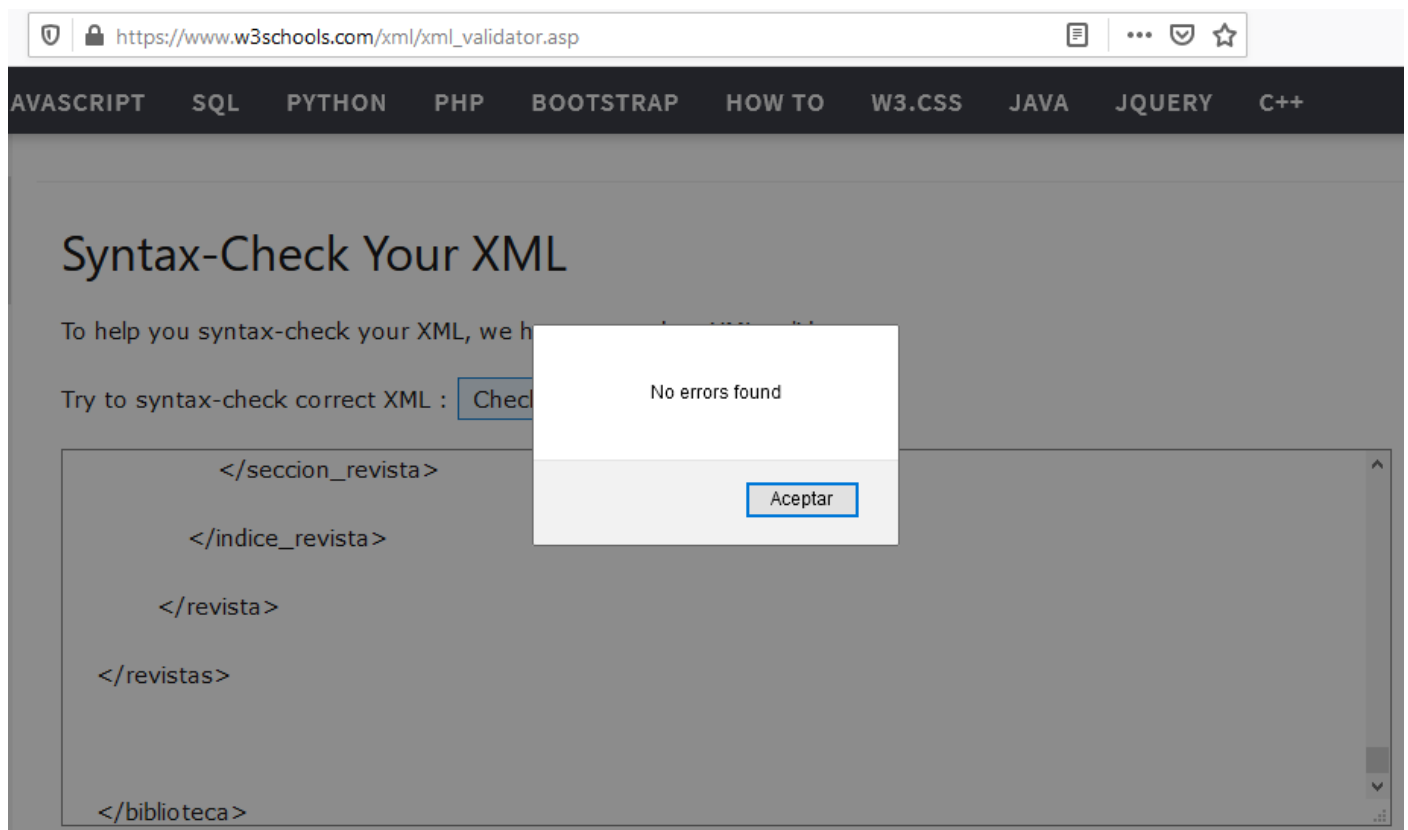 https://www.w3schools.com/xml/xml_validator.asp
AVASCRIPT SQL PYTHON PHP BOOTSTRAP HOW TO W3.CSS JAVA JQUERY C++
Syntax-Check Your XML
To help you syntax-check your XML, we h
Try to syntax-check correct XML : Chec
No errors found
Aceptar
</seccion_revista>
</indice_revista>
</revista>
</revistas>
</biblioteca>